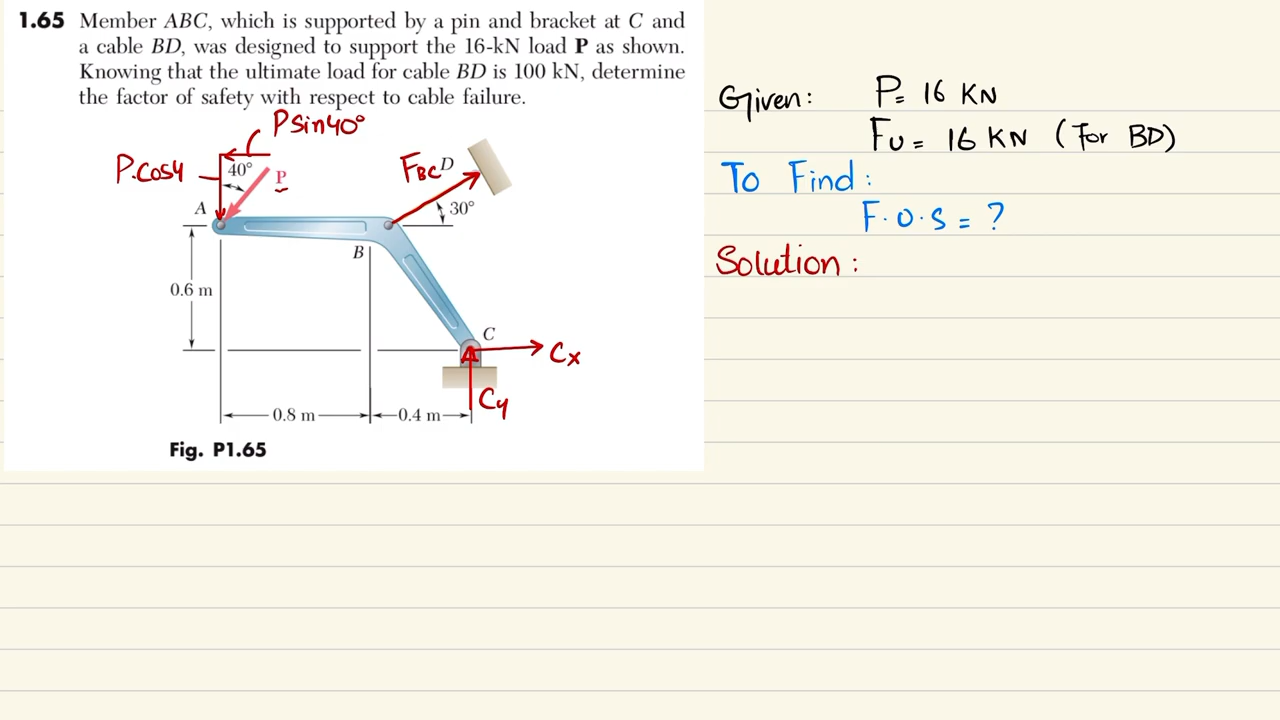 1.65 Member ABC, which is supported by a pin and bracket at C and
a cable BD, was designed to support the 16-kN load P as shown.
Knowing that the ultimate load for cable BD is 100 kN, determine
the factor of safety with respect to cable failure.
P sin40°
P.cos4
40°
P
FBC
D
A
30°
B
0.6 m
C
Cx
Cy
0.8 m
0.4 m
Fig. P1.65
Given: P= 16 KN
Fu = 16 KN (for BD)
To Find:
F.O.S = ?
Solution: